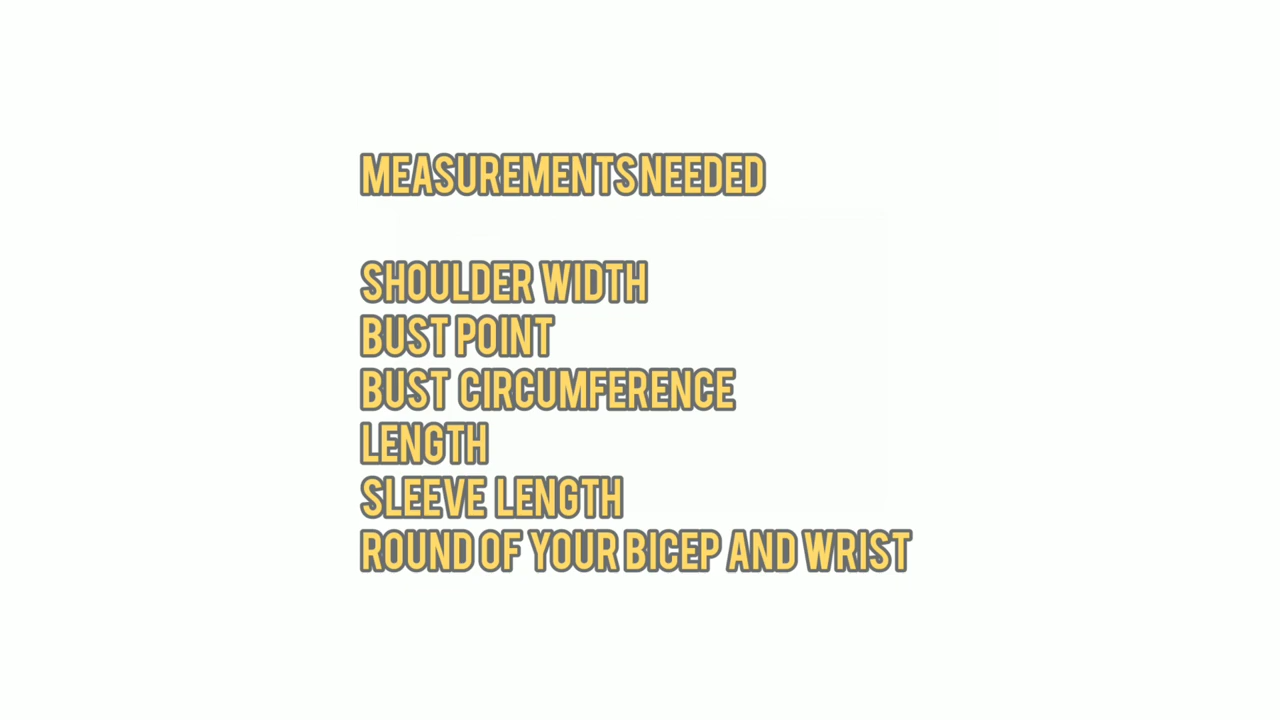 MEASUREMENTS NEEDED
SHOULDER WIDTH
BUST POINT
BUST CIRCUMFERENCE
LENGTH
SLEEVE LENGTH
ROUND OF YOUR BICEP AND WRIST